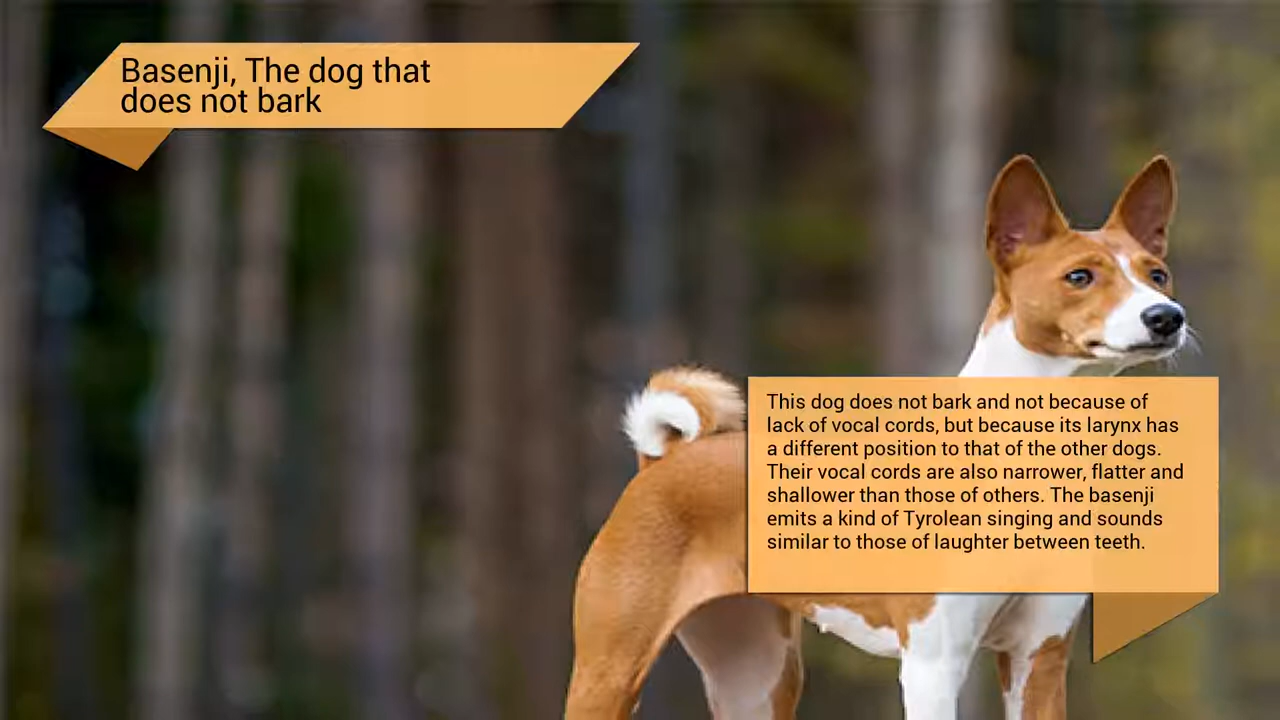 Basenji, The dog that
does not bark
This dog does not bark and not because of
lack of vocal cords, but because its larynx has
a different position to that of the other dogs.
Their vocal cords are also narrower, flatter and
shallower than those of others. The basenji
emits a kind of Tyrolean singing and sounds
similar to those of laughter between teeth.